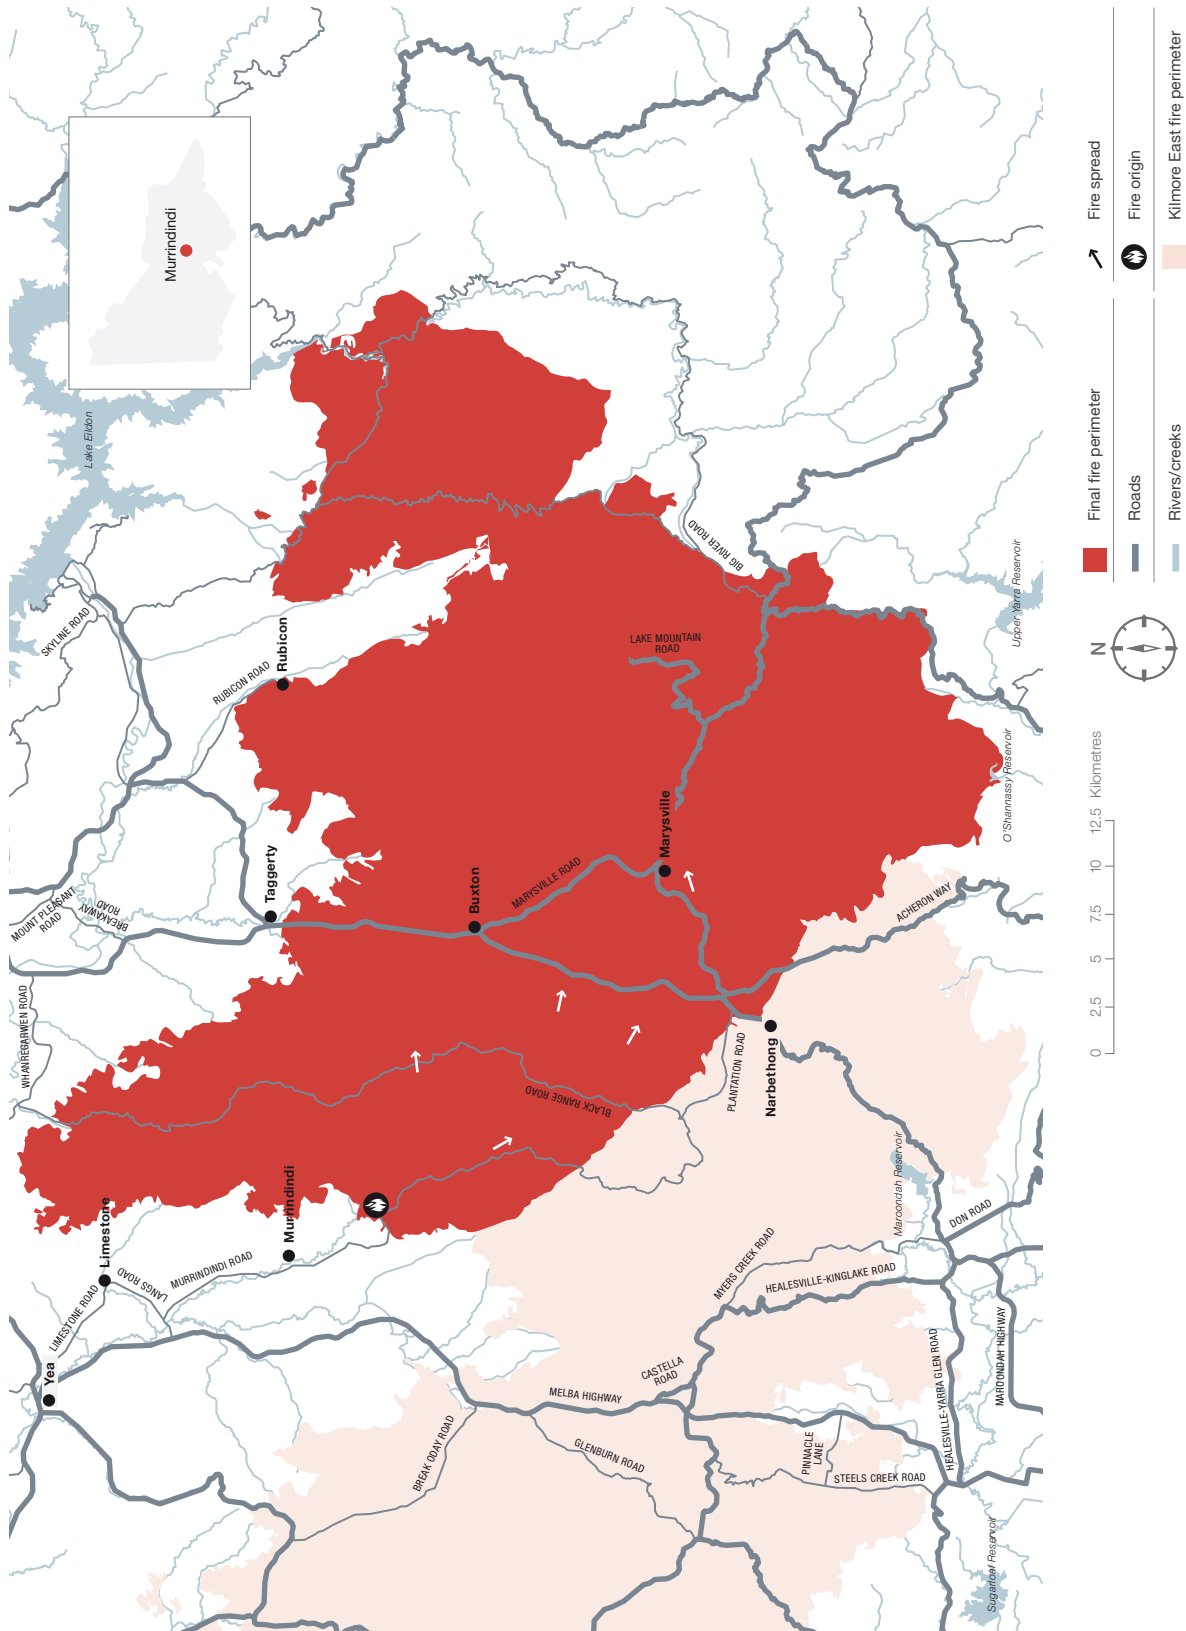 Murrindindi
Lake Eildon
SKYLINE ROAD
RUBICON ROAD
Rubicon
MOUNT PLEASANT
ROAD
BREAKAWAY
ROAD
Taggerty
WHANREGARWEN ROAD
Buxton
MARYSVILLE ROAD
Marysville
LAKE MOUNTAIN
ROAD
BIG RIVER ROAD
Upper Yarra Reservoir
O'Shannassy Reservoir
ACHERON WAY
BLACK RANGE ROAD
PLANTATION ROAD
Narbethong
Maroondah Reservoir
DON ROAD
Limestone
Murrindindi
LIMESTONE ROAD
LANGS ROAD
MURRINDINDI ROAD
Yea
MYERS CREEK ROAD
HEALESVILLE-KINGLAKE ROAD
CASTELLA
ROAD
MELBA HIGHWAY
BREAK ODAY ROAD
GLENBURN ROAD
PINNACLE
LANE
STEELS CREEK ROAD
HEALESVILLE-YARRA GLEN ROAD
MAROONDAH HIGHWAY
Sugarloaf Reservoir
0 2.5 5 7.5 10 12.5 Kilometres
N
Final fire perimeter
Roads
Rivers/creeks
Fire spread
Fire origin
Kilmore East fire perimeter